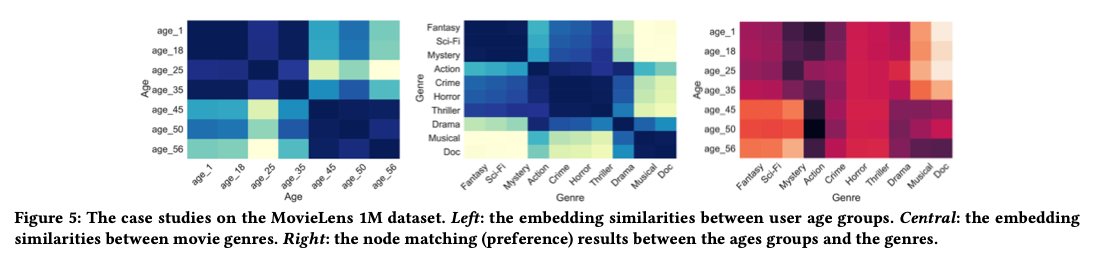 age_1
age_18
age_25
age_35
age_45
age_50
age_56
Age
age_1
age_18
age_25
age_35
age_45
age_50
age_56
Age
Fantasy
Sci-Fi
Mystery
Action
Crime
Horror
Thriller
Drama
Musical
Doc
Genre
Fantasy
Sci-Fi
Mystery
Action
Crime
Horror
Thriller
Drama
Musical
Doc
Genre
age_1
age_18
age_25
age_35
age_45
age_50
age_56
Age
Fantasy
Sci-Fi
Mystery
Action
Crime
Horror
Thriller
Drama
Musical
Doc
Genre
Figure 5: The case studies on the MovieLens 1M dataset. Left: the embedding similarities between user age groups. Central: the embedding
similarities between movie genres. Right: the node matching (preference) results between the ages groups and the genres.